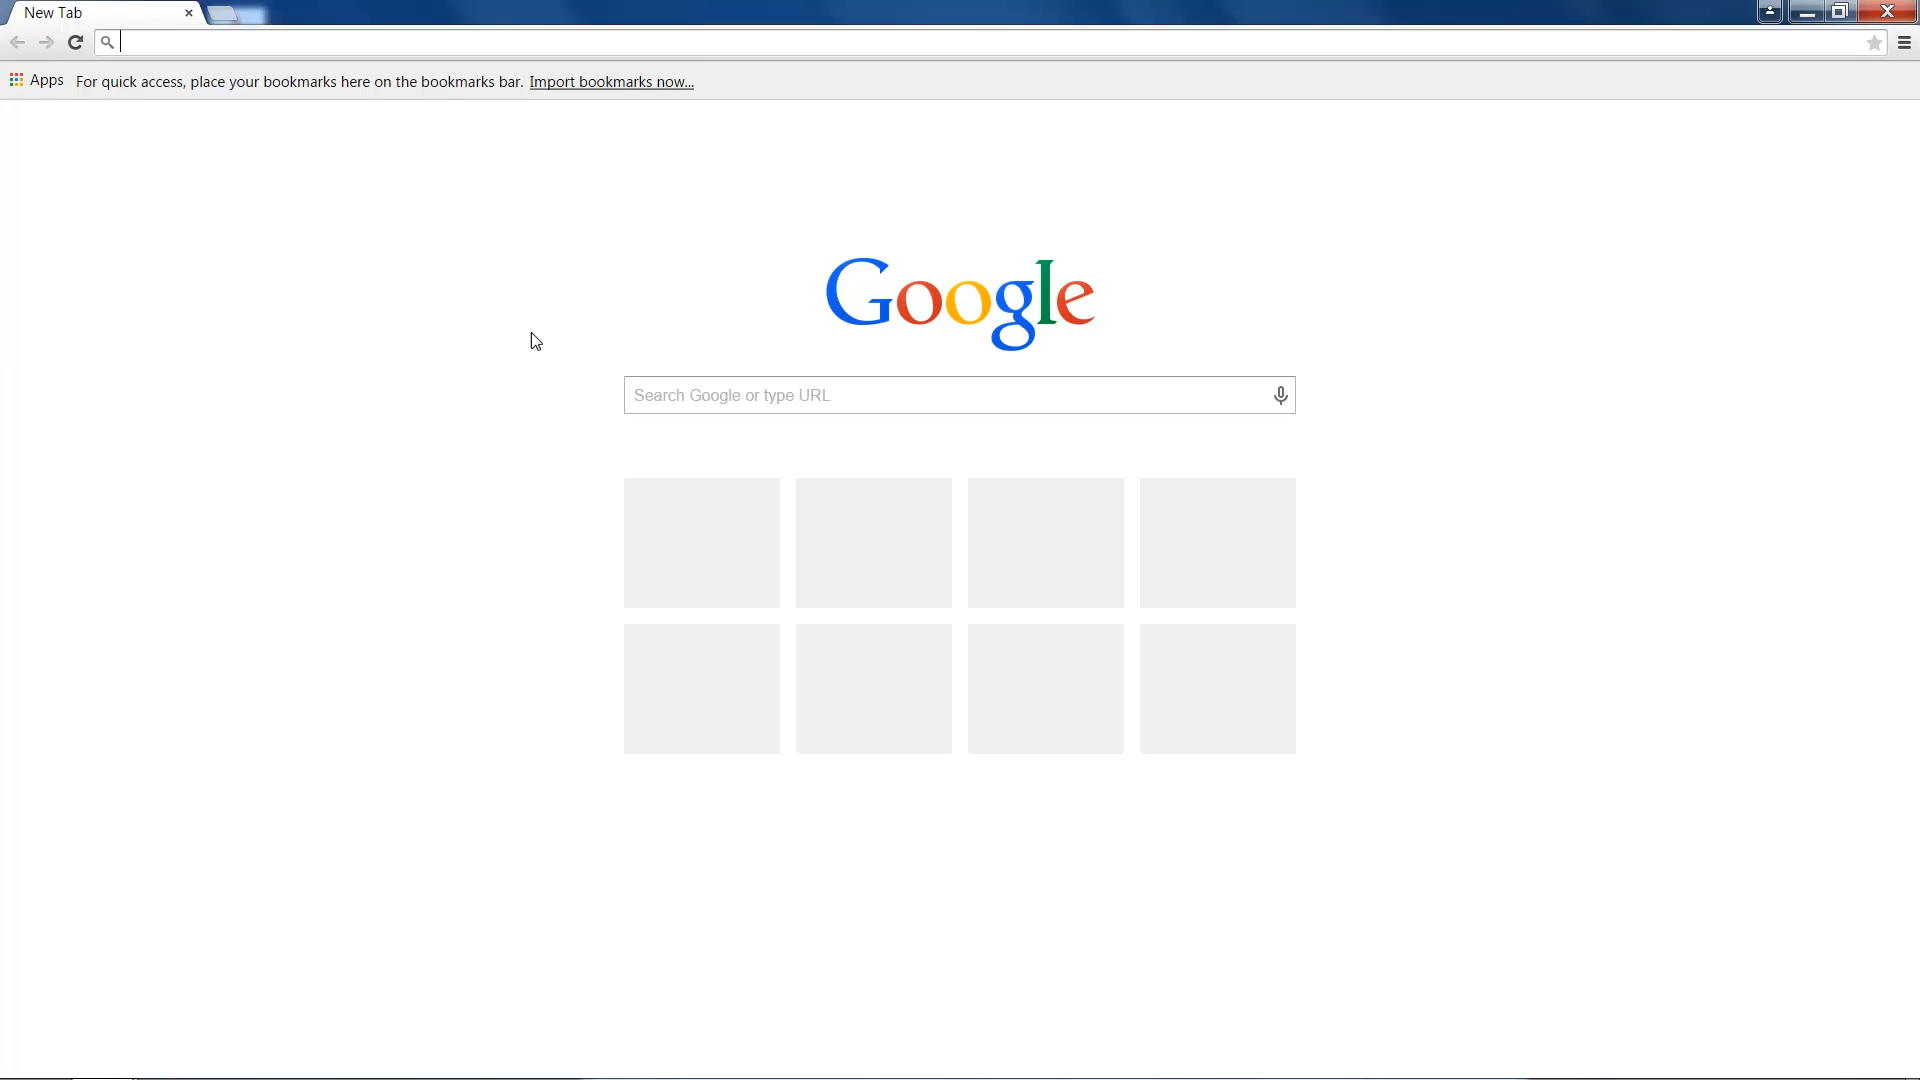 New Tab
Apps For quick access, place your bookmarks here on the bookmarks bar. Import bookmarks now...
Google
Search Google or type URL